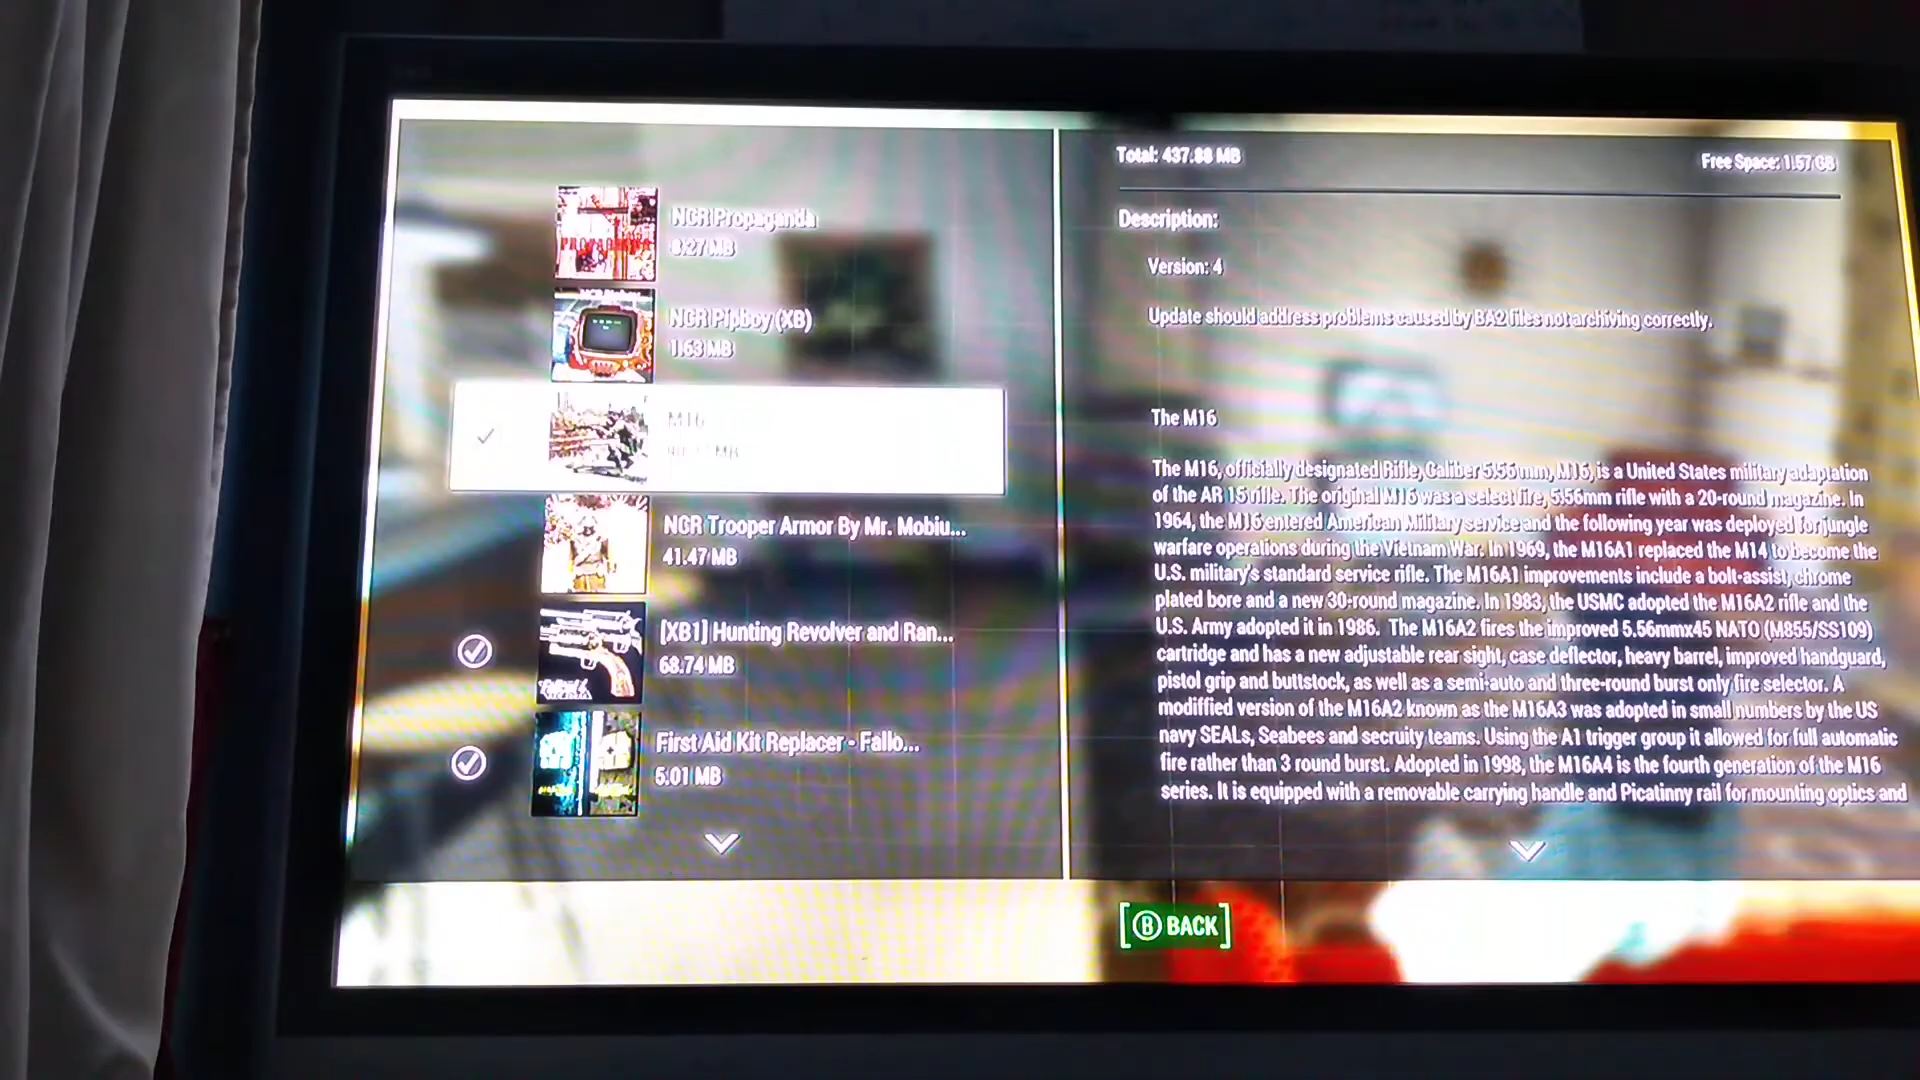 NCR Propaganda
8.27 MB
NCR Pipboy (XB)
1.63 MB
M16
MB
NCR Trooper Armor By Mr. Mobiu...
41.47 MB
[XB1] Hunting Revolver and Ran...
68.74 MB
First Aid Kit Replacer - Fallo...
5.01 MB
Total: 437.88 MB
Free Space: 1.57 GB
Description:
Version: 4
Update should address problems caused by BA2 files not archiving correctly.
The M16
The M16, officially designated Rifle, Caliber 5.56 mm, M16, is a United States military adaptation
of the AR 15 rifle. The original M16 was a select fire, 5.56mm rifle with a 20-round magazine. In
1964, the M16 entered American Military service and the following year was deployed for jungle
warfare operations during the Vietnam War. In 1969, the M16A1 replaced the M14 to become the
U.S. military's standard service rifle. The M16A1 improvements include a bolt-assist, chrome
plated bore and a new 30-round magazine. In 1983, the USMC adopted the M16A2 rifle and the
U.S. Army adopted it in 1986. The M16A2 fires the improved 5.56mmx45 NATO (M855/SS109)
cartridge and has a new adjustable rear sight, case deflector, heavy barrel, improved handguard,
pistol grip and buttstock, as well as a semi-auto and three-round burst only fire selector. A
modiffied version of the M16A2 known as the M16A3 was adopted in small numbers by the US
navy SEALs, Seabees and secruity teams. Using the A1 trigger group it allowed for full automatic
fire rather than 3 round burst. Adopted in 1998, the M16A4 is the fourth generation of the M16
series. It is equipped with a removable carrying handle and Picatinny rail for mounting optics and
[B BACK]